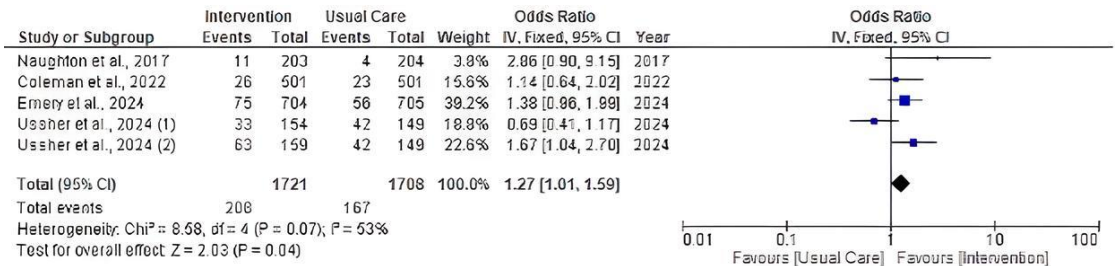 Intervention Usual Care Odds Ratio Odds Ratio
Study or Subgroup Events Total Events Total Weight IV, Fixed, 95% CI Year IV, Fixed, 95% CI
Naughton et al., 2017 11 203 4 204 3.8% 2.86 [0.90, 9.15] 2017
Coleman et al., 2022 26 501 23 501 15.6% 1.14 [0.64, 2.02] 2022
Emery et al., 2024 75 704 56 705 39.2% 1.38 [0.96, 1.99] 2024
Ussher et al., 2024 (1) 33 154 42 149 18.8% 0.69 [0.41, 1.17] 2024
Ussher et al., 2024 (2) 63 159 42 149 22.6% 1.67 [1.04, 2.70] 2024
Total (95% CI) 1721 1708 100.0% 1.27 [1.01, 1.59]
Total events 208 167
Heterogeneity: Chi² = 8.58, df = 4 (P = 0.07); I² = 53%
Test for overall effect: Z = 2.03 (P = 0.04)
0.01 0.1 1 10 100
Favours [Usual Care] Favours [Intervention]